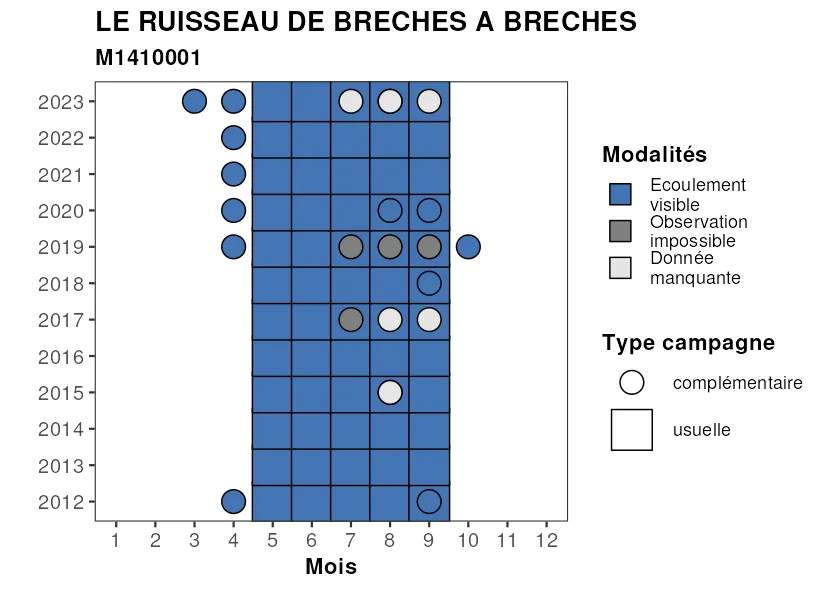 LE RUISSEAU DE BRECHES A BRECHES
M1410001
2023
2022
2021
2020
2019
2018
2017
2016
2015
2014
2013
2012
1 2 3 4 5 6 7 8 9 10 11 12
Mois
Modalités
Ecoulement
visible
Observation
impossible
Donnée
manquante
Type campagne
complémentaire
usuelle